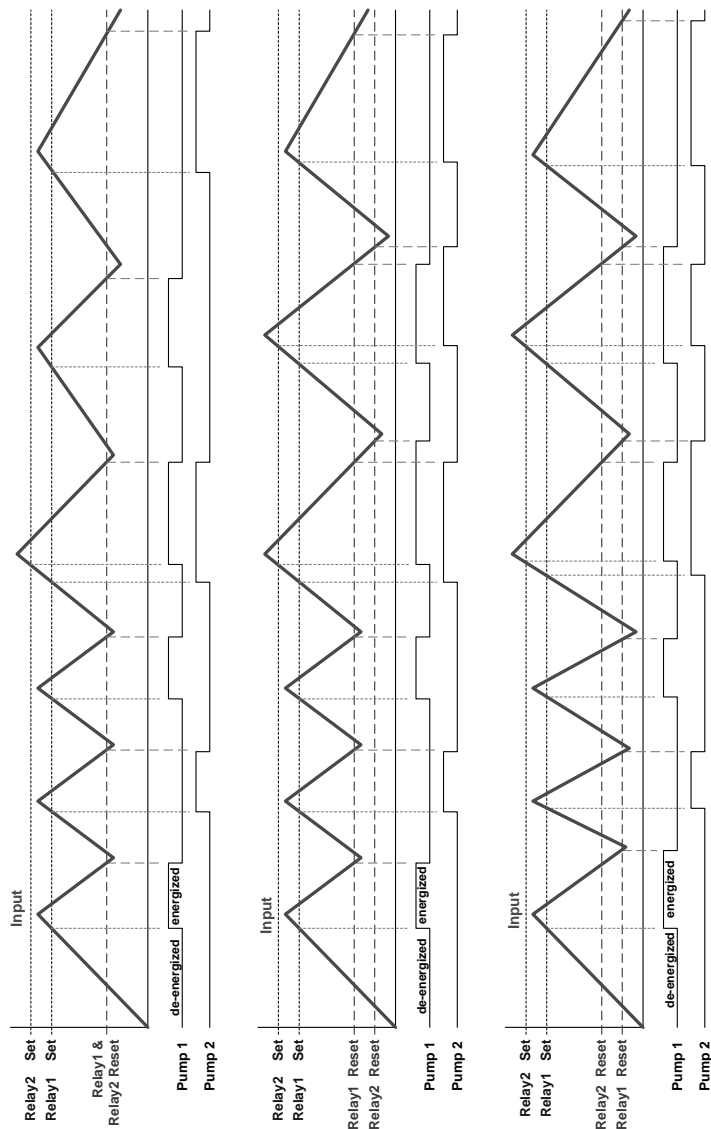 Input
Relay2 Set
Relay1 Set
Relay1 &
Relay2 Reset
de-energized energized
Pump 1
Pump 2
Input
Relay2 Set
Relay1 Set
Relay1 Reset
Relay2 Reset
de-energized energized
Pump 1
Pump 2
Input
Relay2 Set
Relay1 Set
Relay2 Reset
Relay1 Reset
de-energized energized
Pump 1
Pump 2